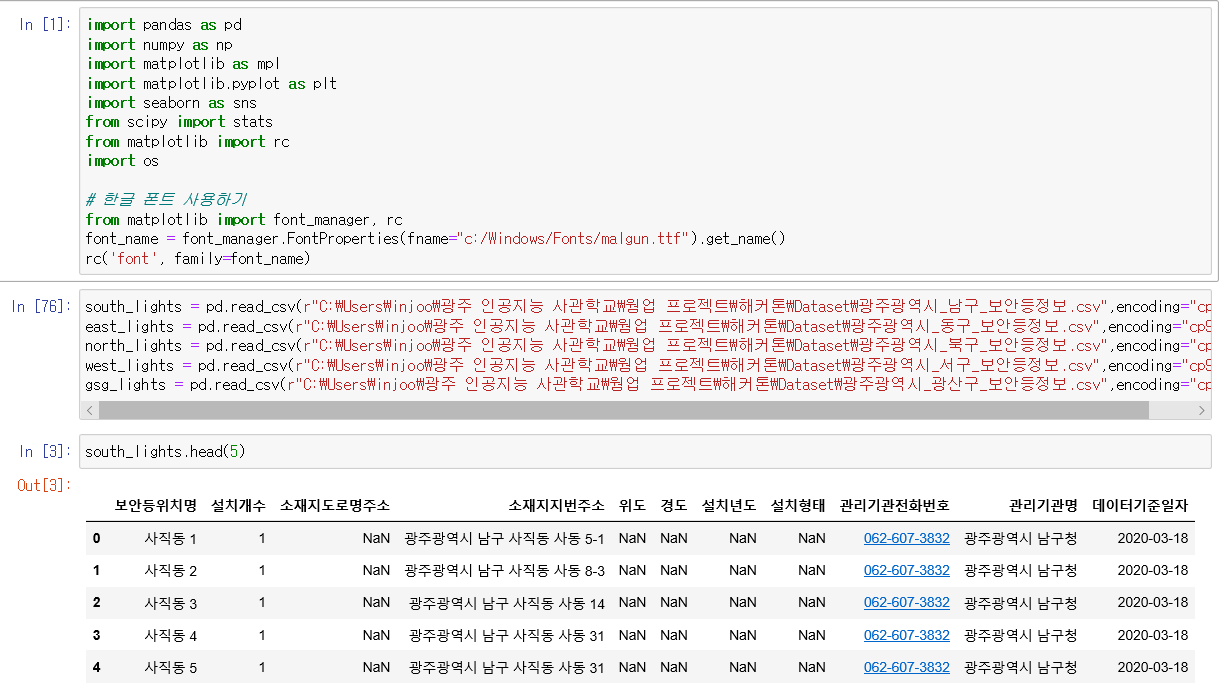 In [1]:
import pandas as pd
import numpy as np
import matplotlib as mpl
import matplotlib.pyplot as plt
import seaborn as sns
from scipy import stats
from matplotlib import rc
import os
# 한글 폰트 사용하기
from matplotlib import font_manager, rc
font_name = font_manager.FontProperties(fname="c:/Windows/Fonts/malgun.ttf").get_name()
rc('font', family=font_name)
In [76]:
south_lights = pd.read_csv(r"C:₩Users₩injoo₩광주 인공지능 사관학교₩웜업 프로젝트₩해커톤₩Dataset₩광주광역시_남구_보안등정보.csv",encoding="cp
east_lights = pd.read_csv(r"C:₩Users₩injoo₩광주 인공지능 사관학교₩웜업 프로젝트₩해커톤₩Dataset₩광주광역시_동구_보안등정보.csv",encoding="cp9
north_lights = pd.read_csv(r"C:₩Users₩injoo₩광주 인공지능 사관학교₩웜업 프로젝트₩해커톤₩Dataset₩광주광역시_북구_보안등정보.csv",encoding="cp
west_lights = pd.read_csv(r"C:₩Users₩injoo₩광주 인공지능 사관학교₩웜업 프로젝트₩해커톤₩Dataset₩광주광역시_서구_보안등정보.csv",encoding="cp9
gsg_lights = pd.read_csv(r"C:₩Users₩injoo₩광주 인공지능 사관학교₩웜업 프로젝트₩해커톤₩Dataset₩광주광역시_광산구_보안등정보.csv",encoding="cp
In [3]: south_lights.head(5)
Out[3]:
보안등위치명 설치개수 소재지도로명주소 소재지지번주소 위도 경도 설치년도 설치형태 관리기관전화번호 관리기관명 데이터기준일자
0 사직동 1 1 NaN 광주광역시 남구 사직동 사동 5-1 NaN NaN NaN NaN 062-607-3832 광주광역시 남구청 2020-03-18
1 사직동 2 1 NaN 광주광역시 남구 사직동 사동 8-3 NaN NaN NaN NaN 062-607-3832 광주광역시 남구청 2020-03-18
2 사직동 3 1 NaN 광주광역시 남구 사직동 사동 14 NaN NaN NaN NaN 062-607-3832 광주광역시 남구청 2020-03-18
3 사직동 4 1 NaN 광주광역시 남구 사직동 사동 31 NaN NaN NaN NaN 062-607-3832 광주광역시 남구청 2020-03-18
4 사직동 5 1 NaN 광주광역시 남구 사직동 사동 31 NaN NaN NaN NaN 062-607-3832 광주광역시 남구청 2020-03-18